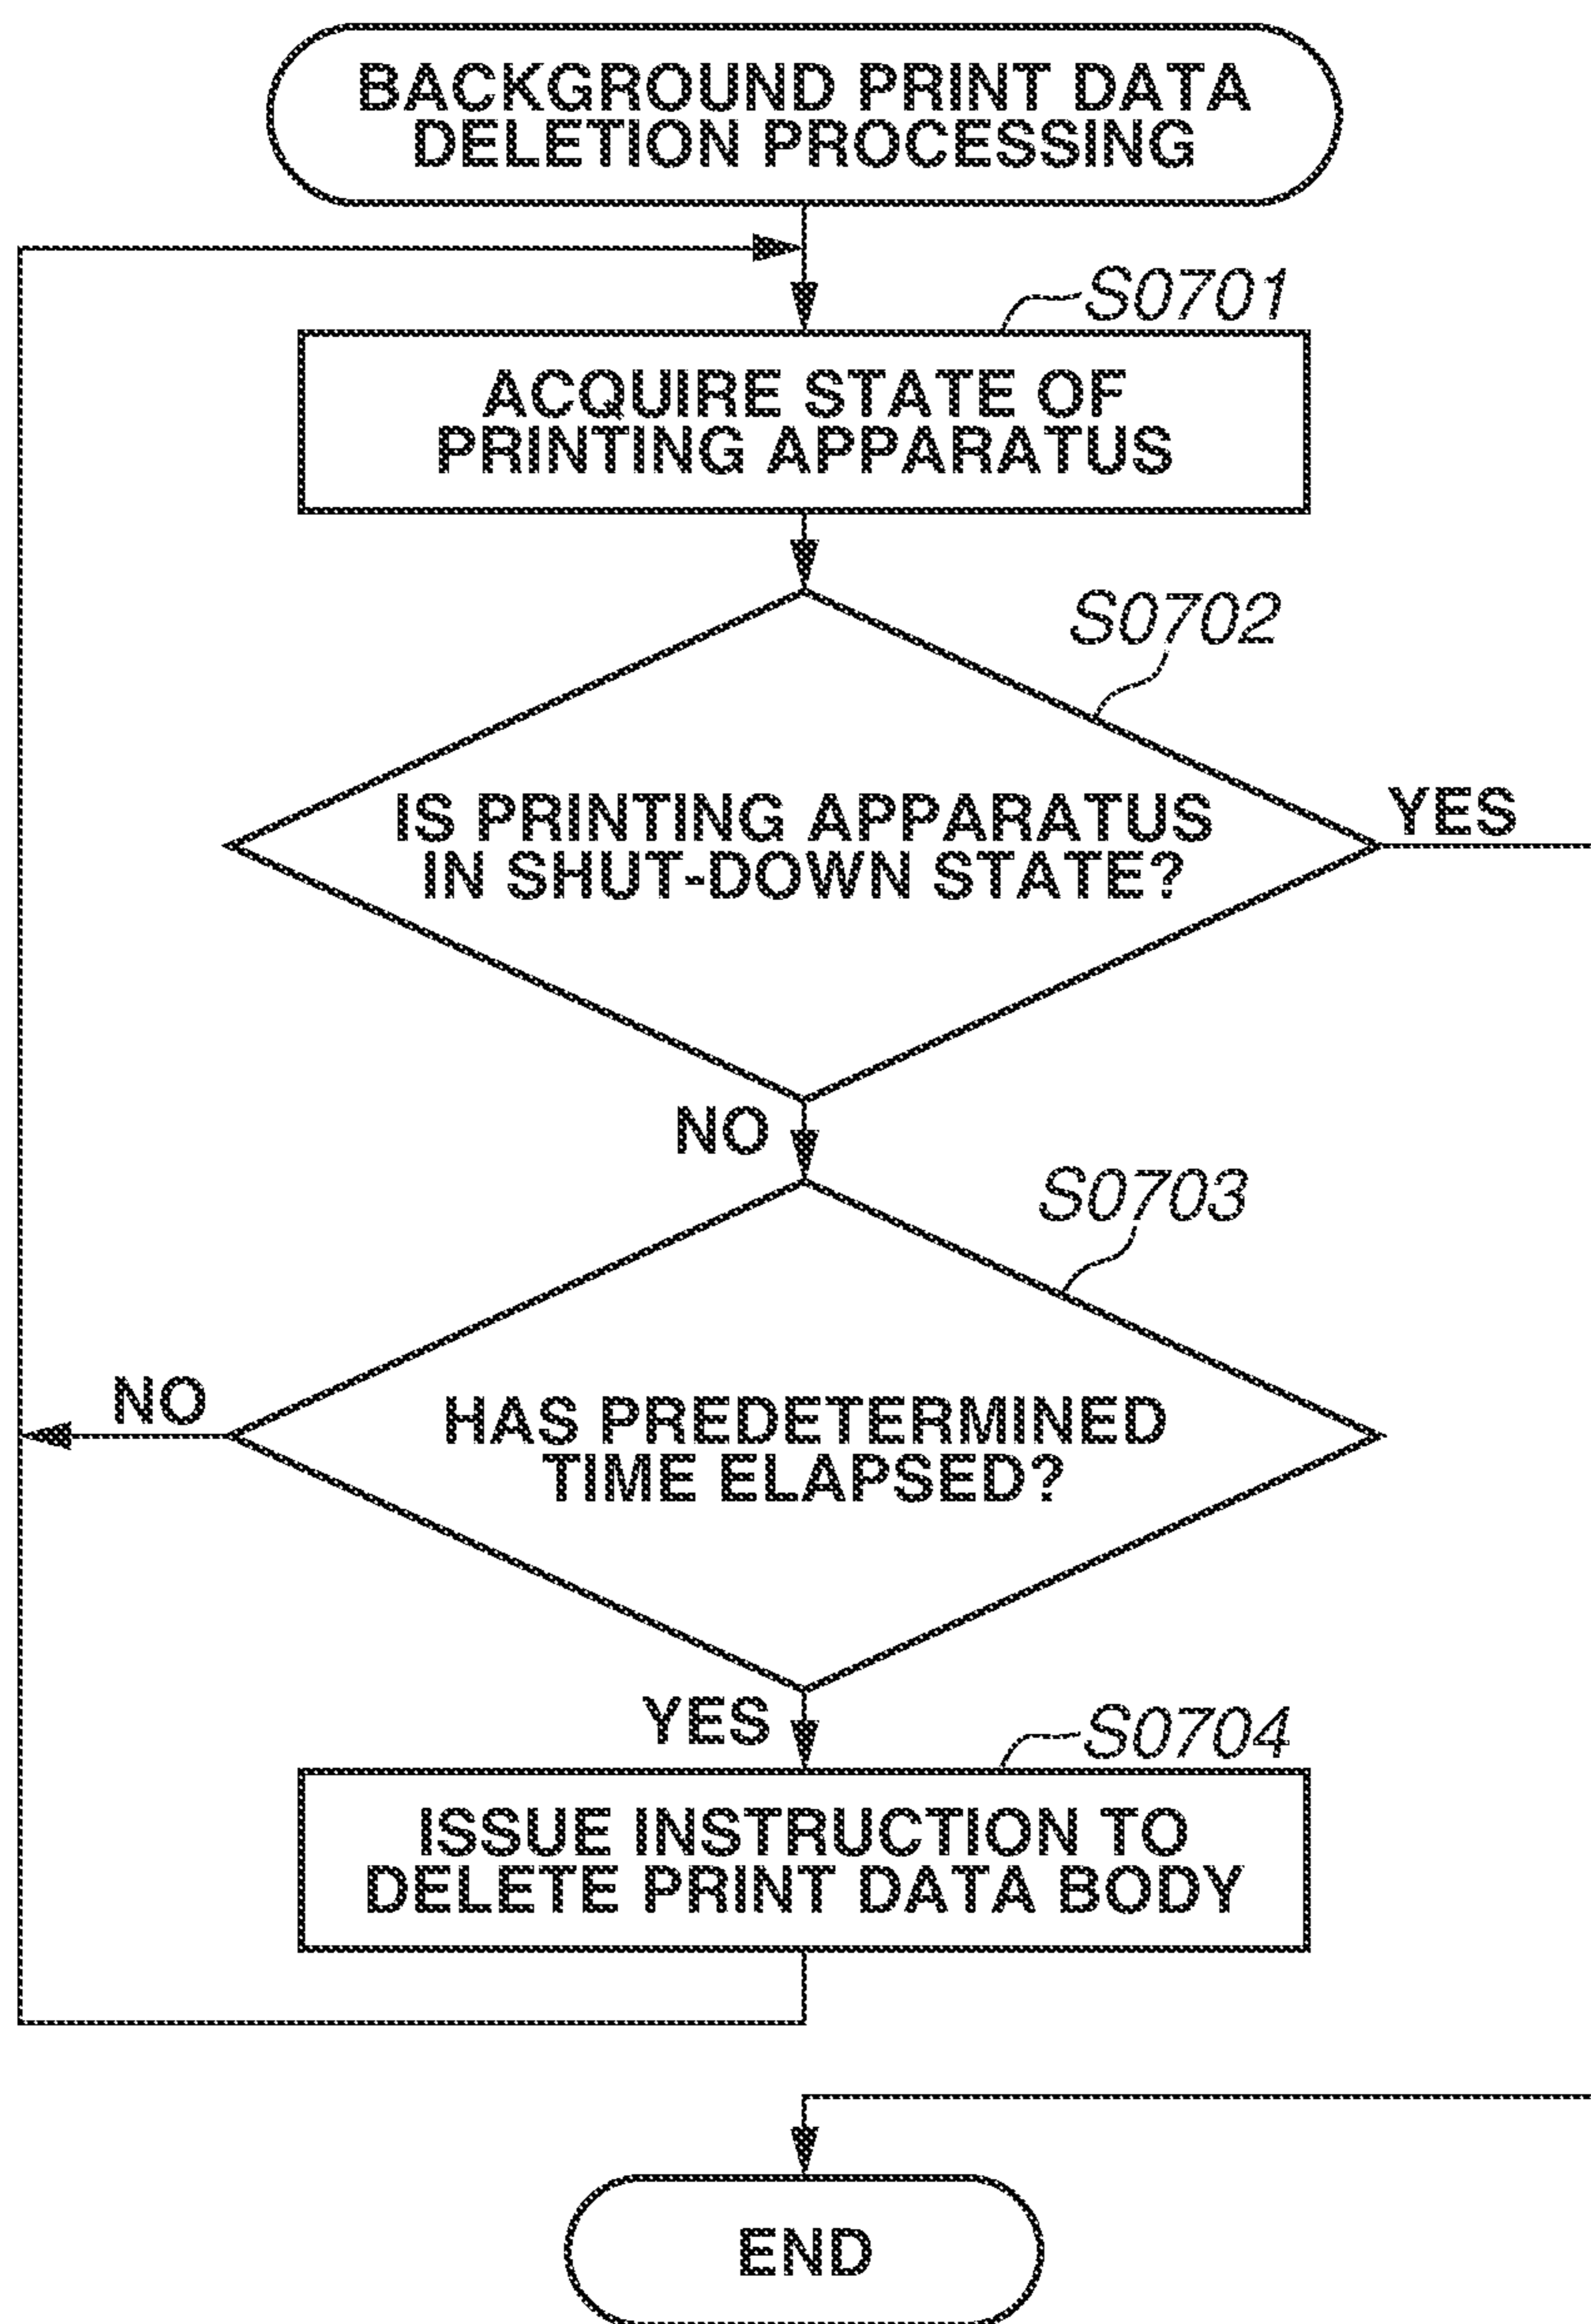 BACKGROUND PRINT DATA
DELETION PROCESSING
S0701
ACQUIRE STATE OF
PRINTING APPARATUS
S0702
IS PRINTING APPARATUS
IN SHUT-DOWN STATE?
YES
NO
S0703
HAS PREDETERMINED
TIME ELAPSED?
NO
YES
S0704
ISSUE INSTRUCTION TO
DELETE PRINT DATA BODY
END